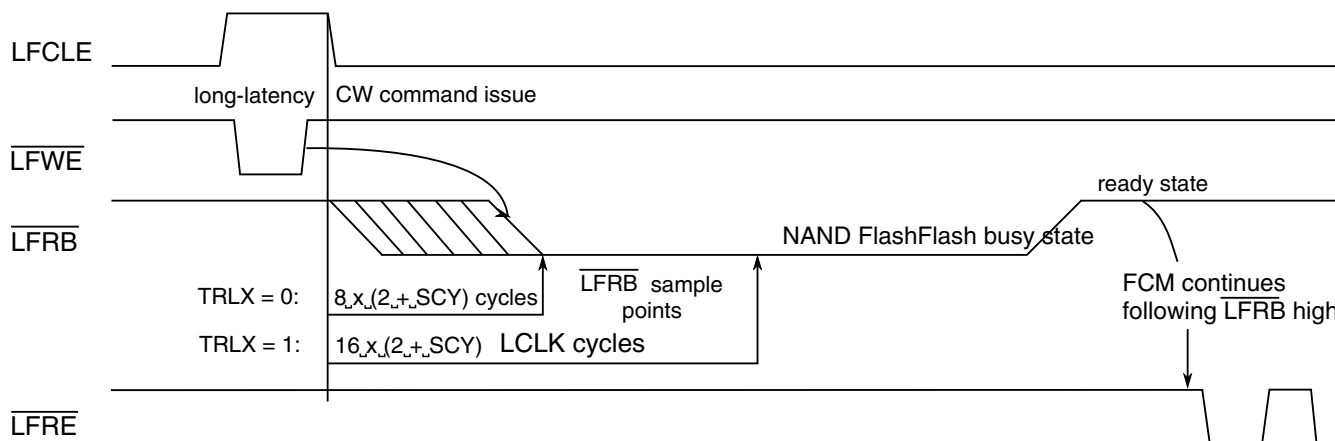 LFCLE
long-latency CW command issue
LFWE
ready state
LFRB
NAND FlashFlash busy state
TRLX = 0: 8␣x␣(2␣+␣SCY) cycles
LFRB sample
points
FCM continues
following LFRB high
TRLX = 1: 16␣x␣(2␣+␣SCY) LCLK cycles
LFRE